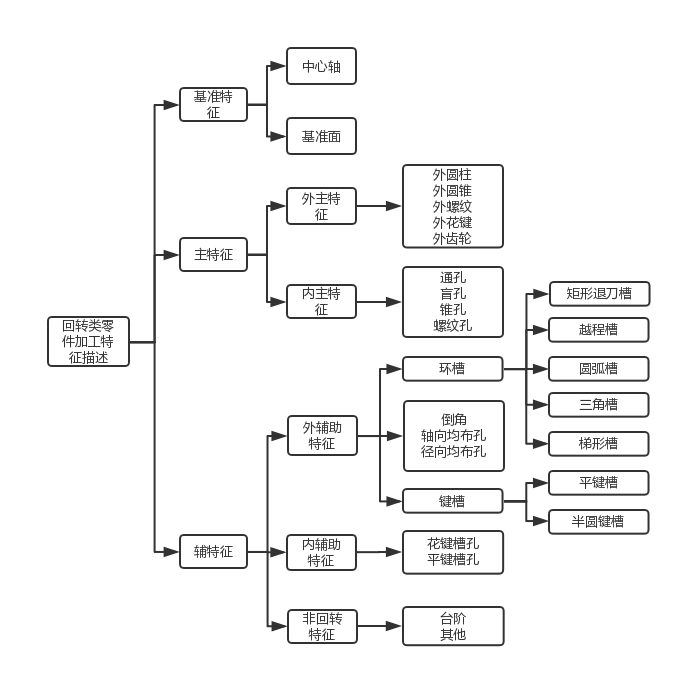 回转类零
件加工特
征描述
基准特
征
中心轴
基准面
主特征
外主特
征
外圆柱
外圆锥
外螺纹
外花键
外齿轮
内主特
征
通孔
盲孔
锥孔
螺纹孔
辅特征
外辅助
特征
环槽
矩形退刀槽
越程槽
圆弧槽
三角槽
梯形槽
倒角
轴向均布孔
径向均布孔
键槽
平键槽
半圆键槽
内辅助
特征
花键槽孔
平键槽孔
非回转
特征
台阶
其他